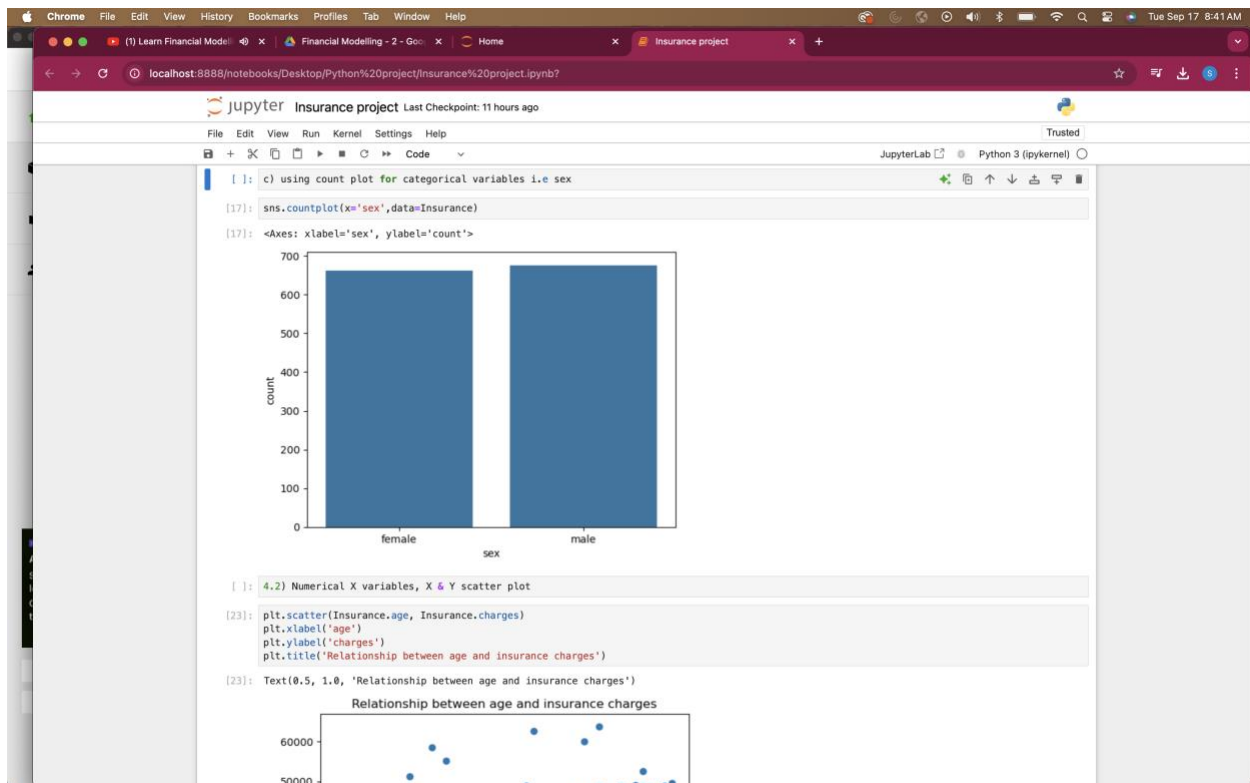 Chrome File Edit View History Bookmarks Profiles Tab Window Help
Tue Sep 17 8:41 AM
(1) Learn Financial Modelli
Financial Modelling - 2 - Goo
Home
Insurance project
localhost:8888/notebooks/Desktop/Python%20project/Insurance%20project.ipynb?
S
jupyter Insurance project Last Checkpoint: 11 hours ago
File Edit View Run Kernel Settings Help
Trusted
Code
JupyterLab
Python 3 (ipykernel)
[ ]: c) using count plot for categorical variables i.e sex
[17]: sns.countplot(x='sex',data=Insurance)
[17]: <Axes: xlabel='sex', ylabel='count'>
700
600
500
400
300
200
100
0
count
female male
sex
[ ]: 4.2) Numerical X variables, X & Y scatter plot
[23]: plt.scatter(Insurance.age, Insurance.charges)
plt.xlabel('age')
plt.ylabel('charges')
plt.title('Relationship between age and insurance charges')
[23]: Text(0.5, 1.0, 'Relationship between age and insurance charges')
Relationship between age and insurance charges
60000
50000